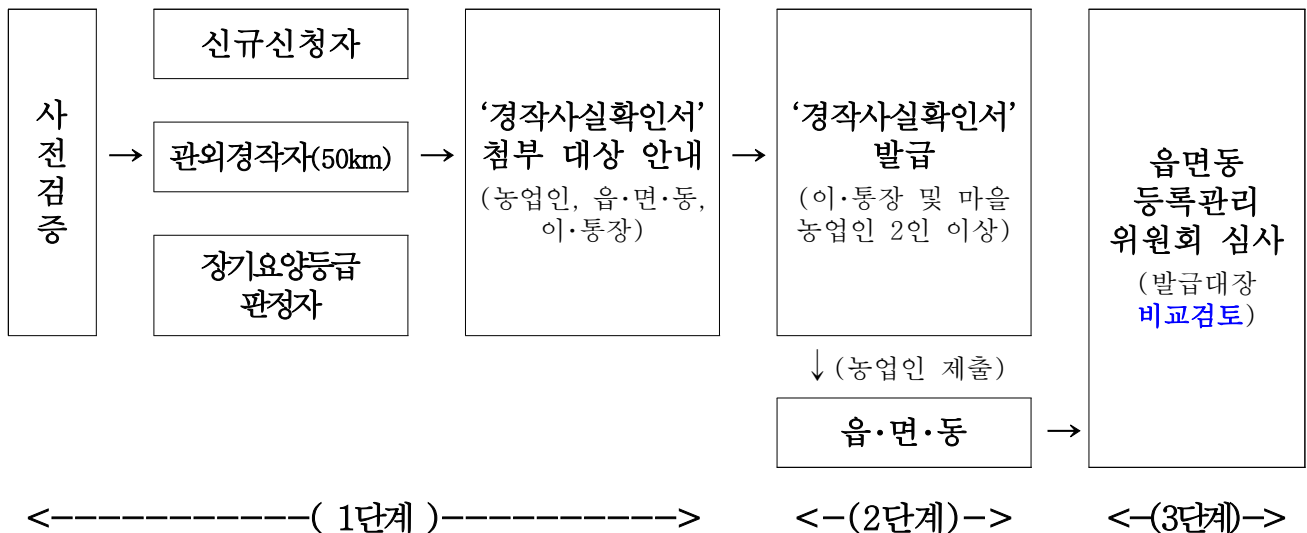 사
전
검
증
→
신규신청자
관외경작자(50km)
장기요양등급
판정자
→
‘경작사실확인서’
첨부 대상 안내
(농업인, 읍·면·동,
이·통장)
→
‘경작사실확인서’
발급
(이·통장 및 마을
농업인 2인 이상)
↓(농업인 제출)
읍·면·동
→
읍면동
등록관리
위원회 심사
(발급대장
비교검토)
<-----------( 1단계 )---------->
<-(2단계)->
<-(3단계)->